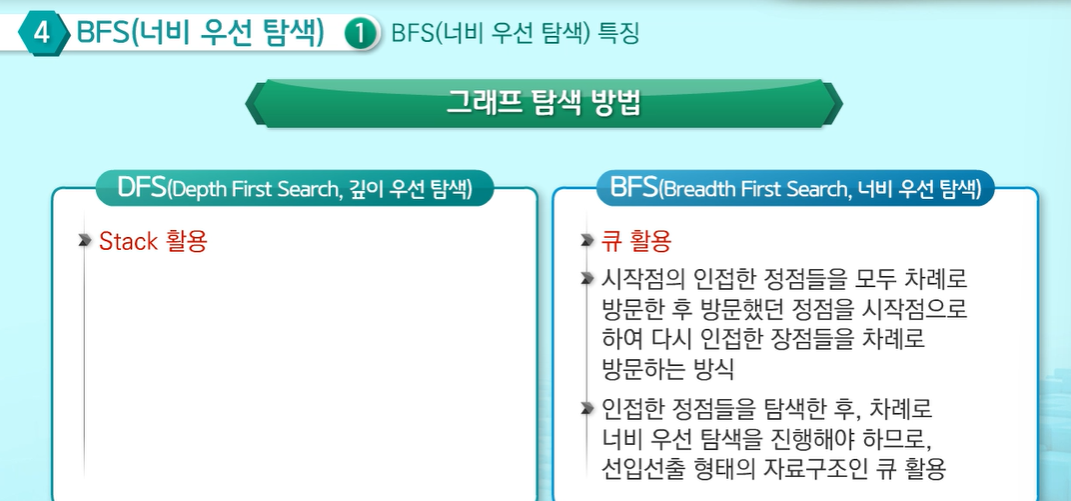 4 BFS(너비 우선 탐색) 1 BFS(너비 우선 탐색) 특징
그래프 탐색 방법
DFS(Depth First Search, 깊이 우선 탐색)
Stack 활용
BFS(Breadth First Search, 너비 우선 탐색)
큐 활용
시작점의 인접한 정점들을 모두 차례로
방문한 후 방문했던 정점을 시작점으로
하여 다시 인접한 장점들을 차례로
방문하는 방식
인접한 정점들을 탐색한 후, 차례로
너비 우선 탐색을 진행해야 하므로,
선입선출 형태의 자료구조인 큐 활용